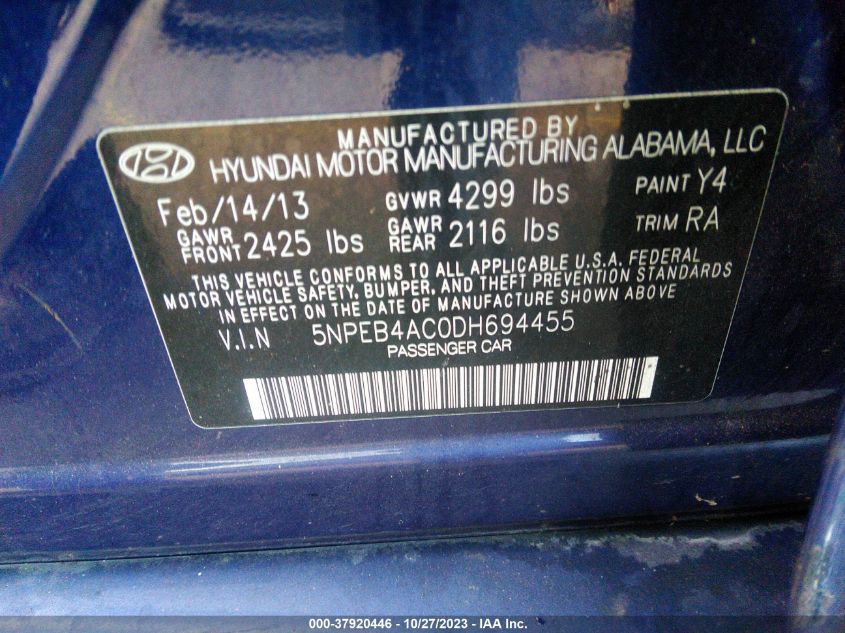 MANUFACTURED BY
HYUNDAI MOTOR MANUFACTURING ALABAMA, LLC
Feb/14/13 GVWR 4299 lbs PAINT Y4
GAWR FRONT 2425 lbs GAWR REAR 2116 lbs TRIM RA
THIS VEHICLE CONFORMS TO ALL APPLICABLE U.S.A. FEDERAL
MOTOR VEHICLE SAFETY, BUMPER, AND THEFT PREVENTION STANDARDS
IN EFFECT ON THE DATE OF MANUFACTURE SHOWN ABOVE
V.I.N 5NPEB4AC0DH694455
PASSENGER CAR
000-37920446 - 10/27/2023 - IAA Inc.